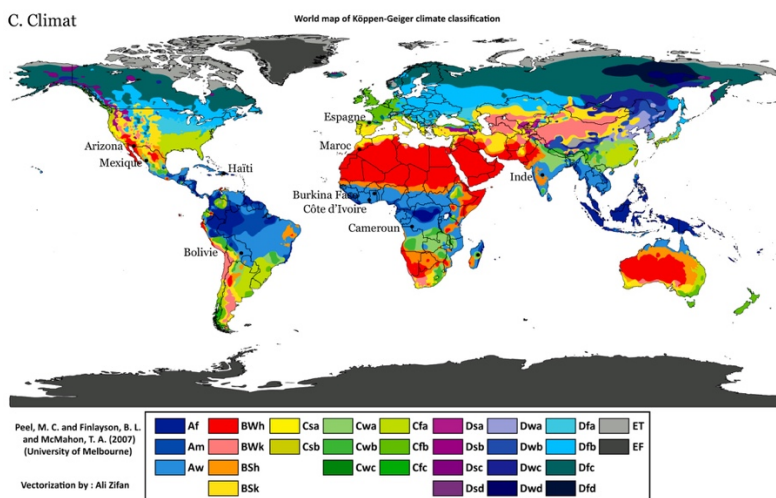 C. Climat
World map of Köppen-Geiger climate classification
Espagne
Arizona
Maroc
Mexique
Haïti
Inde
Burkina Faso
Côte d'Ivoire
Cameroun
Bolivie
Peel, M. C. and Finlayson, B. L.
and McMahon, T. A. (2007)
(University of Melbourne)
Vectorization by : Ali Zifan
Af BWh Csa Cwa Cfa Dsa Dwa Dfa ET
Am BWk Csb Cwb Cfb Dsb Dwb Dfb EF
Aw BSh Cwc Cfc Dsc Dwc Dfc
BSk Dsd Dwd Dfd